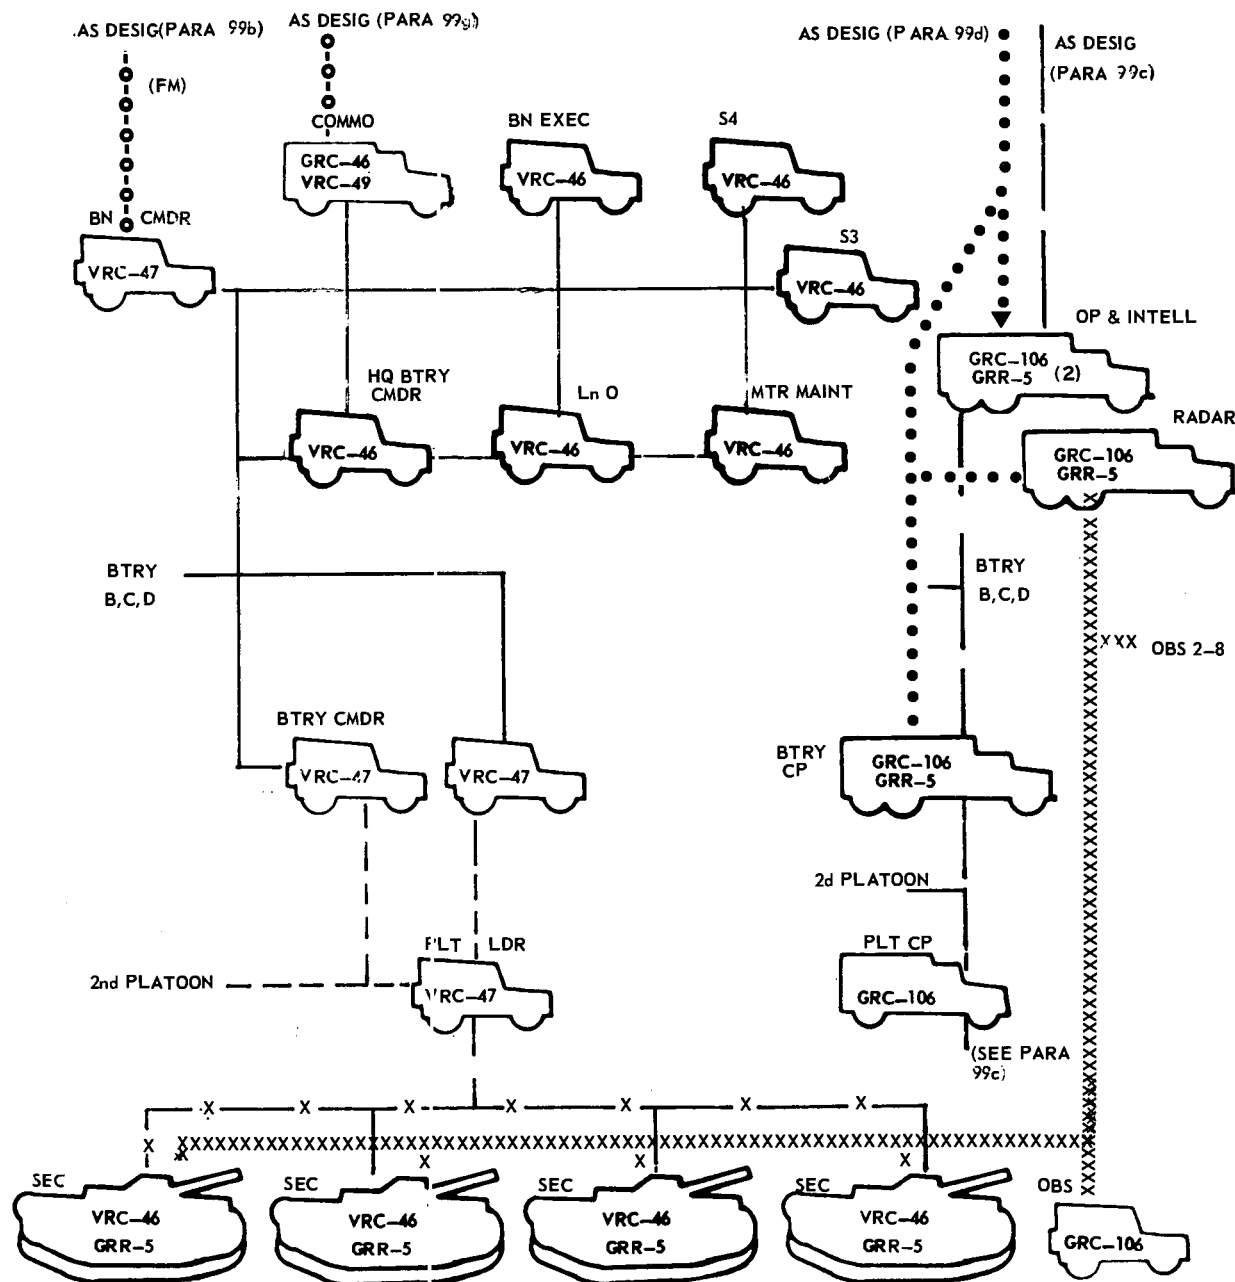 AS DESIG(PARA 99b)
AS DESIG (PARA 99g)
AS DESIG (PARA 99d)
AS DESIG
(PARA 99c)
(FM)
COMMO
GRC-46
VRC-49
BN EXEC
VRC-46
S4
VRC-46
BN CMDR
VRC-47
S3
VRC-46
OP & INTELL
GRC-106
GRR-5 (2)
HQ BTRY
CMDR
VRC-46
Ln O
VRC-46
MTR MAINT
VRC-46
RADAR
GRC-106
GRR-5
BTRY
B,C,D
BTRY
B,C,D
XXX OBS 2-8
BTRY CMDR
VRC-47
VRC-47
BTRY
CP
GRC-106
GRR-5
2d PLATOON
PLT LDR
VRC-47
2nd PLATOON
PLT CP
GRC-106
(SEE PARA
99c)
SEC
VRC-46
GRR-5
SEC
VRC-46
GRR-5
SEC
VRC-46
GRR-5
SEC
VRC-46
GRR-5
OBS
GRC-106